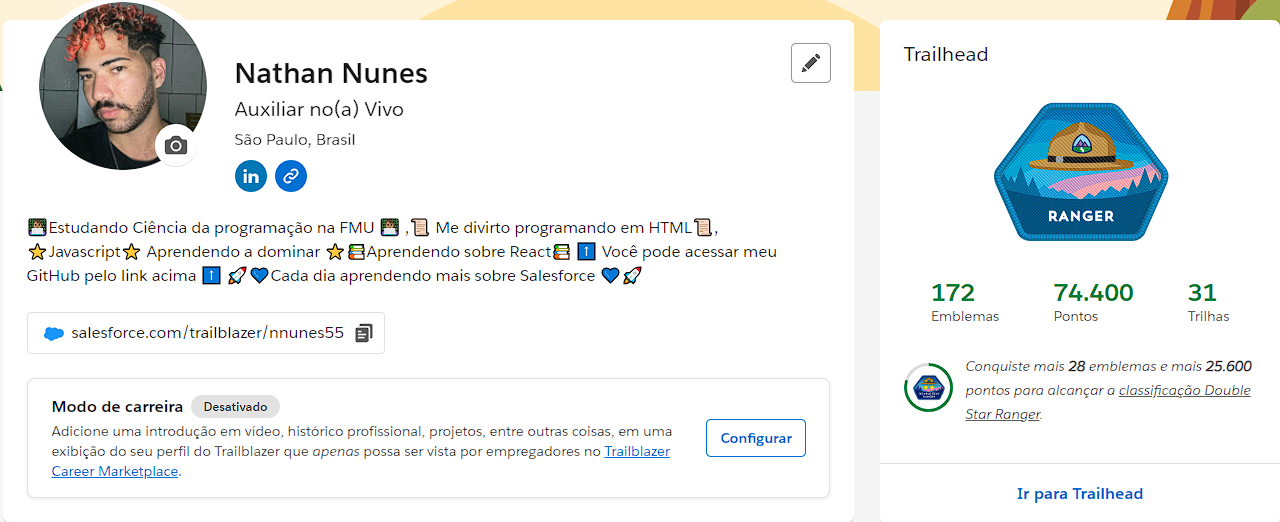 Nathan Nunes
Auxiliar no(a) Vivo
São Paulo, Brasil
in
👨🏻‍💻Estudando Ciência da programação na FMU 👨🏻‍💻 ,📜 Me divirto programando em HTML📜,
⭐Javascript⭐ Aprendendo a dominar ⭐📚Aprendendo sobre React📚 ⬆️ Você pode acessar meu
GitHub pelo link acima ⬆️ 🚀💙Cada dia aprendendo mais sobre Salesforce 💙🚀
salesforce.com/trailblazer/nnunes55
Modo de carreira Desativado
Adicione uma introdução em vídeo, histórico profissional, projetos, entre outras coisas, em uma
exibição do seu perfil do Trailblazer que apenas possa ser vista por empregadores no Trailblazer
Career Marketplace.
Configurar
Trailhead
RANGER
172 74.400 31
Emblemas Pontos Trilhas
Conquiste mais 28 emblemas e mais 25.600
pontos para alcançar a classificação Double
Star Ranger.
Ir para Trailhead